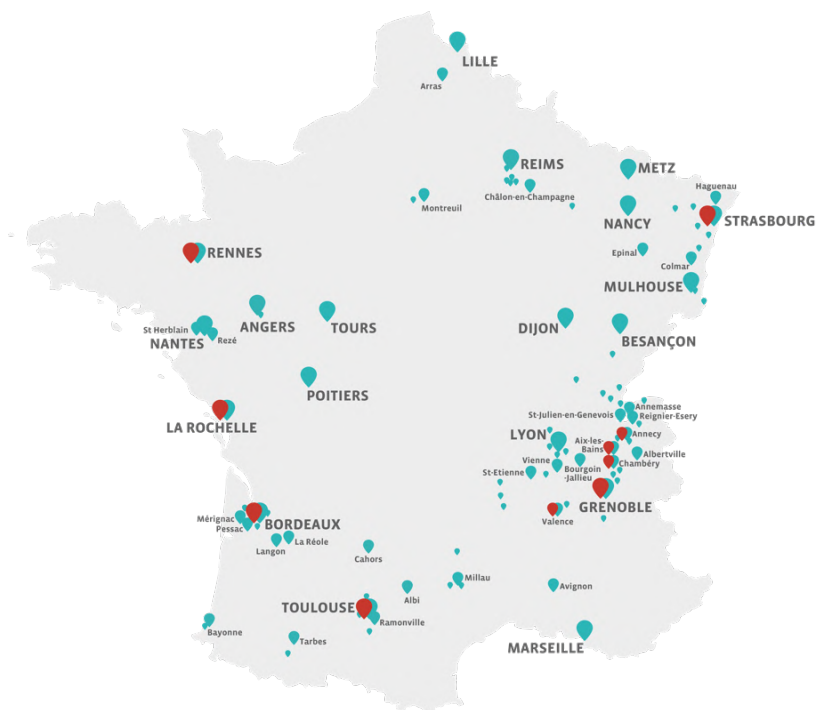 LILLE
Arras
REIMS
METZ
Châlon-en-Champagne
Haguenau
Montreuil
STRASBOURG
NANCY
RENNES
Epinal
Colmar
MULHOUSE
ANGERS
TOURS
DIJON
St Herblain
Rezé
NANTES
BESANÇON
POITIERS
Annemasse
St-Julien-en-Genevois
Reignier-Esery
LA ROCHELLE
LYON
Annecy
Aix-les-
Bains
Albertville
Vienne
Chambéry
St-Etienne
Bourgoin
-Jallieu
GRENOBLE
Mérignac
BORDEAUX
Valence
Pessac
La Réole
Langon
Cahors
Millau
Avignon
Albi
TOULOUSE
Ramonville
Bayonne
Tarbes
MARSEILLE